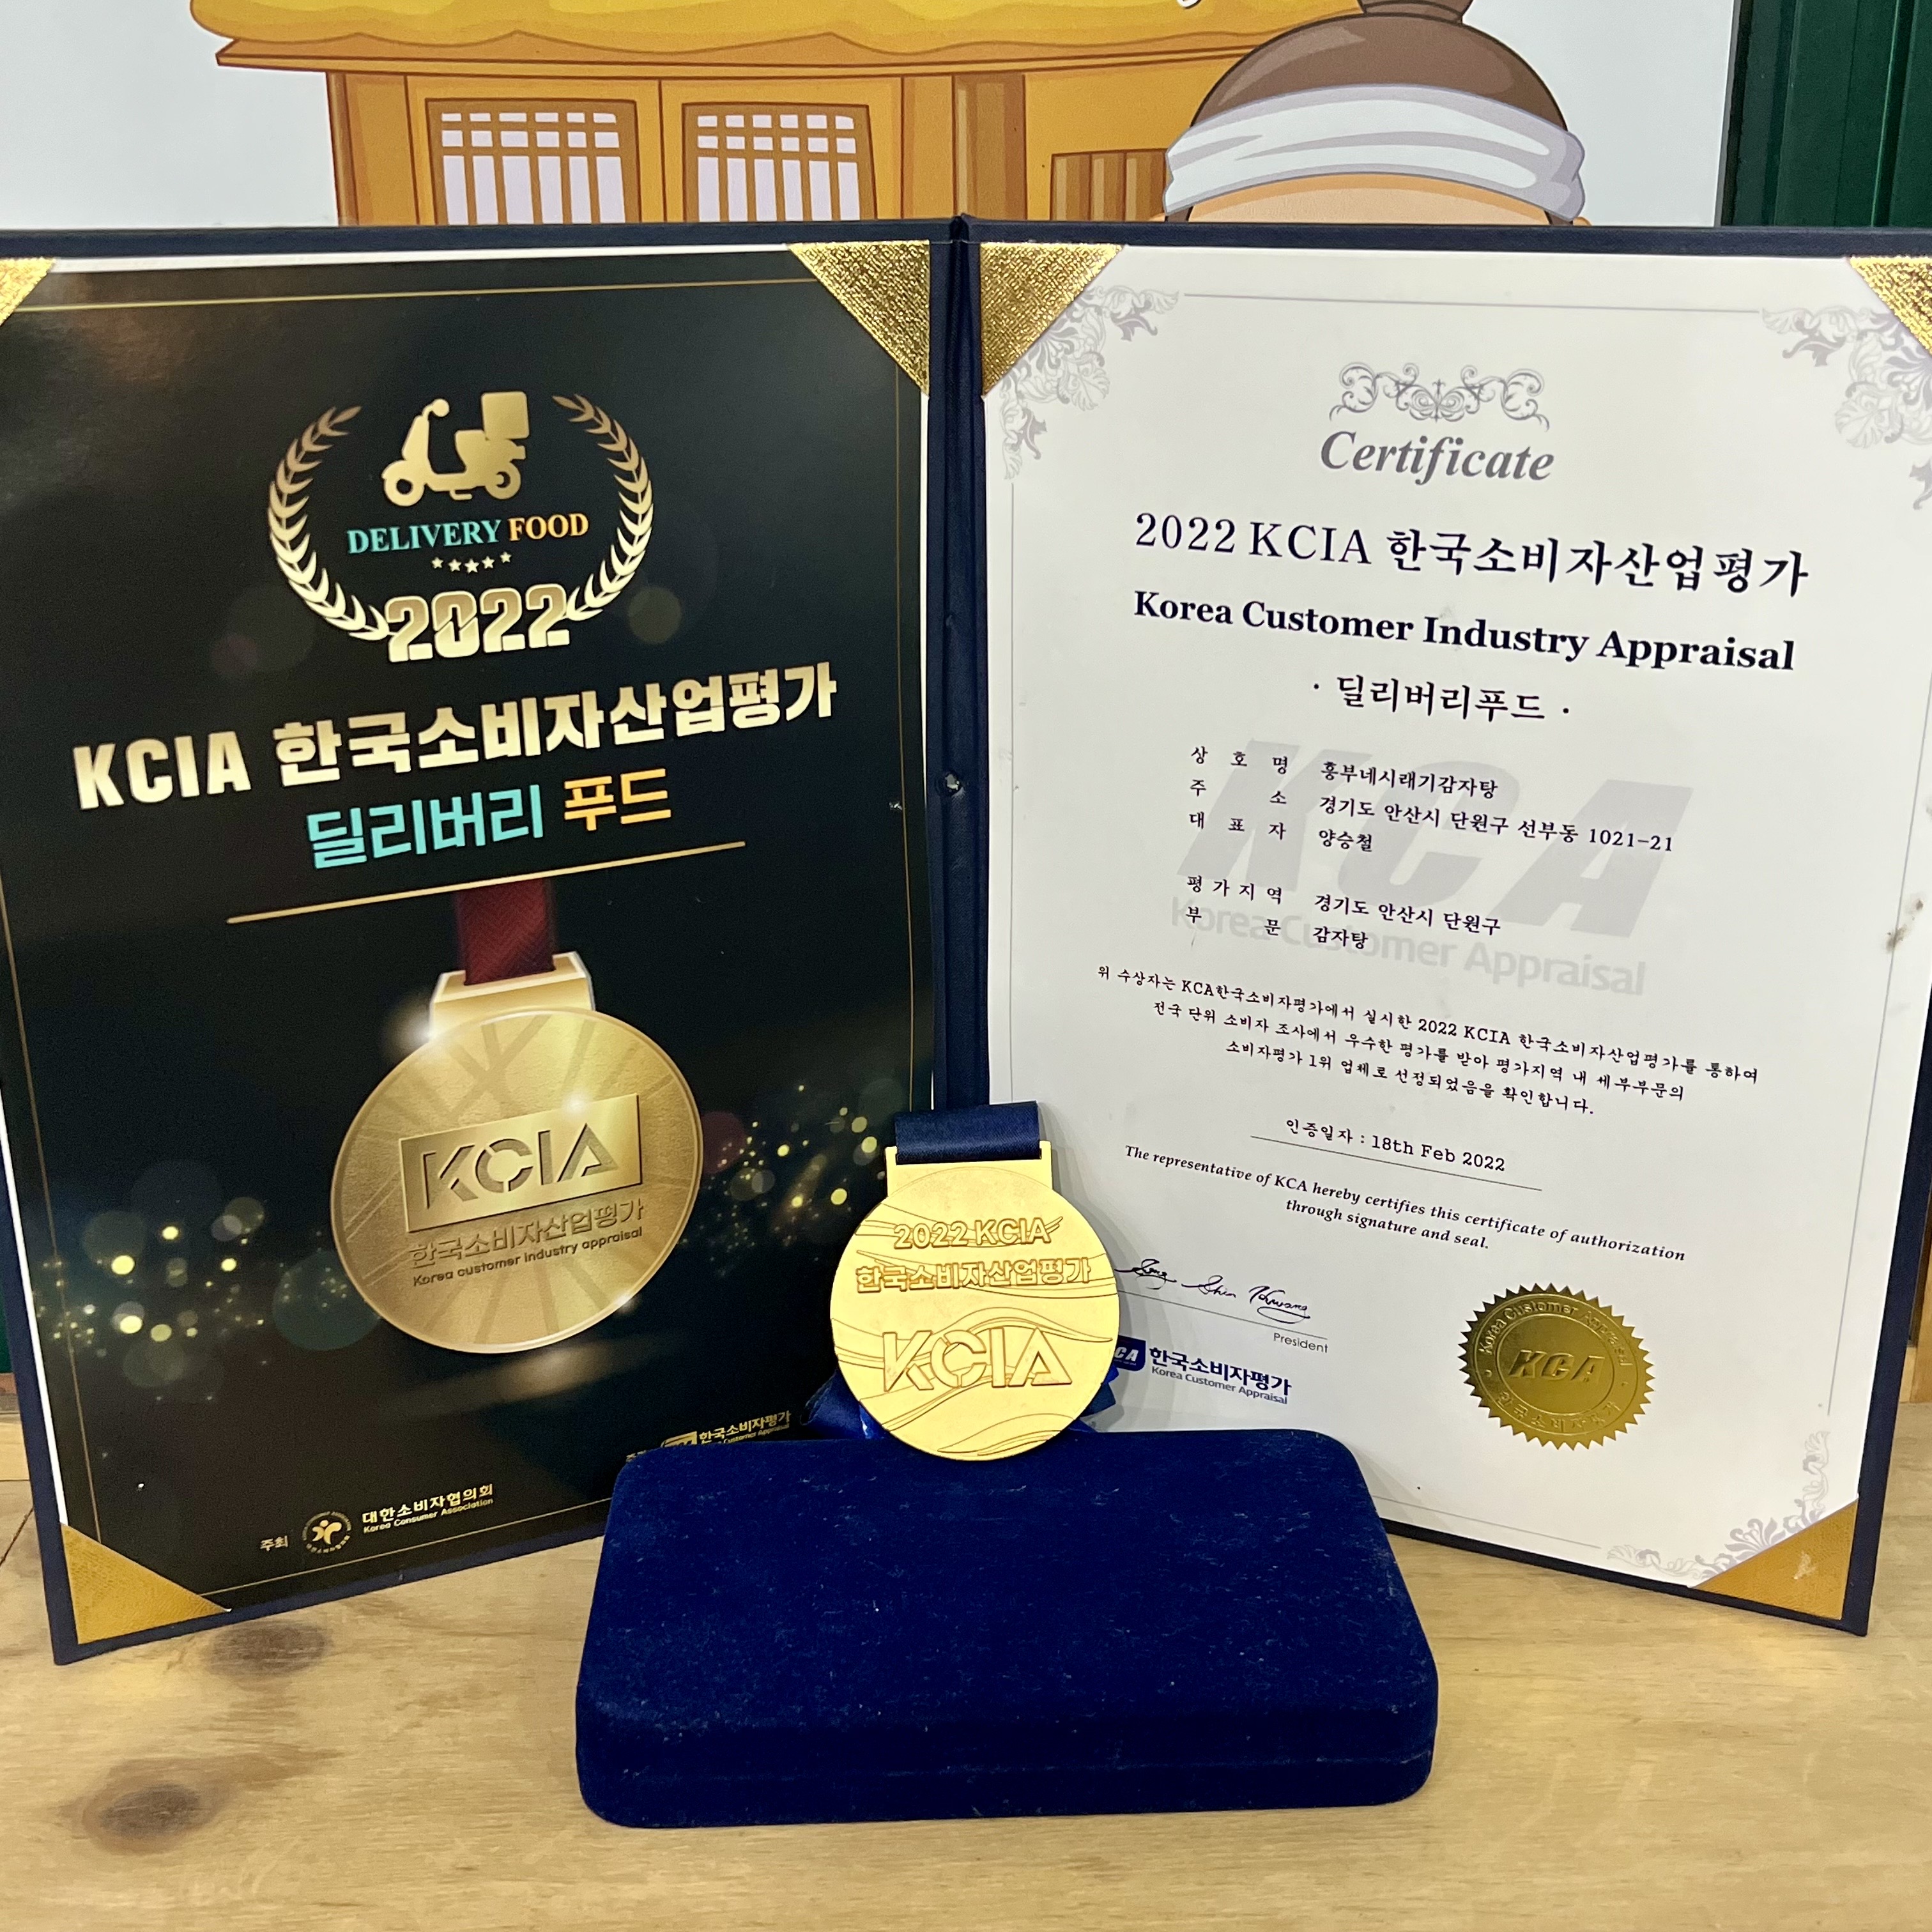 DELIVERY FOOD
2022
KCIA 한국소비자산업평가
딜리버리 푸드
KCIA
한국소비자산업평가
Korea customer industry appraisal
주최
대한소비자협의회
Korea Consumer Association
한국소비자평가
Certificate
2022 KCIA 한국소비자산업평가
Korea Customer Industry Appraisal
· 딜리버리푸드 ·
상 호 명 흥부네시래기감자탕
주 소 경기도 안산시 단원구 선부동 1021-21
대 표 자 양승철
평 가 지 역 경기도 안산시 단원구
부 문 감자탕
KCA
Korea Customer Appraisal
위 수상자는 KCA한국소비자평가에서 실시한 2022 KCIA 한국소비자산업평가를 통하여
전국 단위 소비자 조사에서 우수한 평가를 받아 평가지역 내 세부부문의
소비자평가 1위 업체로 선정되었음을 확인합니다.
인증일자 : 18th Feb 2022
The representative of KCA hereby certifies this certificate of authorization
through signature and seal.
President
한국소비자평가
Korea Customer Appraisal
Korea Customer Appraisal
KCA
한국소비자평가
2022 KCIA
한국소비자산업평가
KCIA